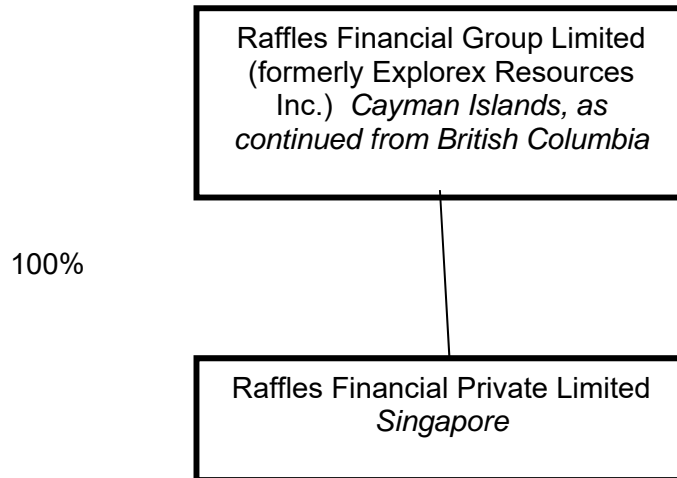 Raffles Financial Group Limited
(formerly Explorex Resources
Inc.)  Cayman Islands, as
continued from British Columbia
100%
Raffles Financial Private Limited
Singapore